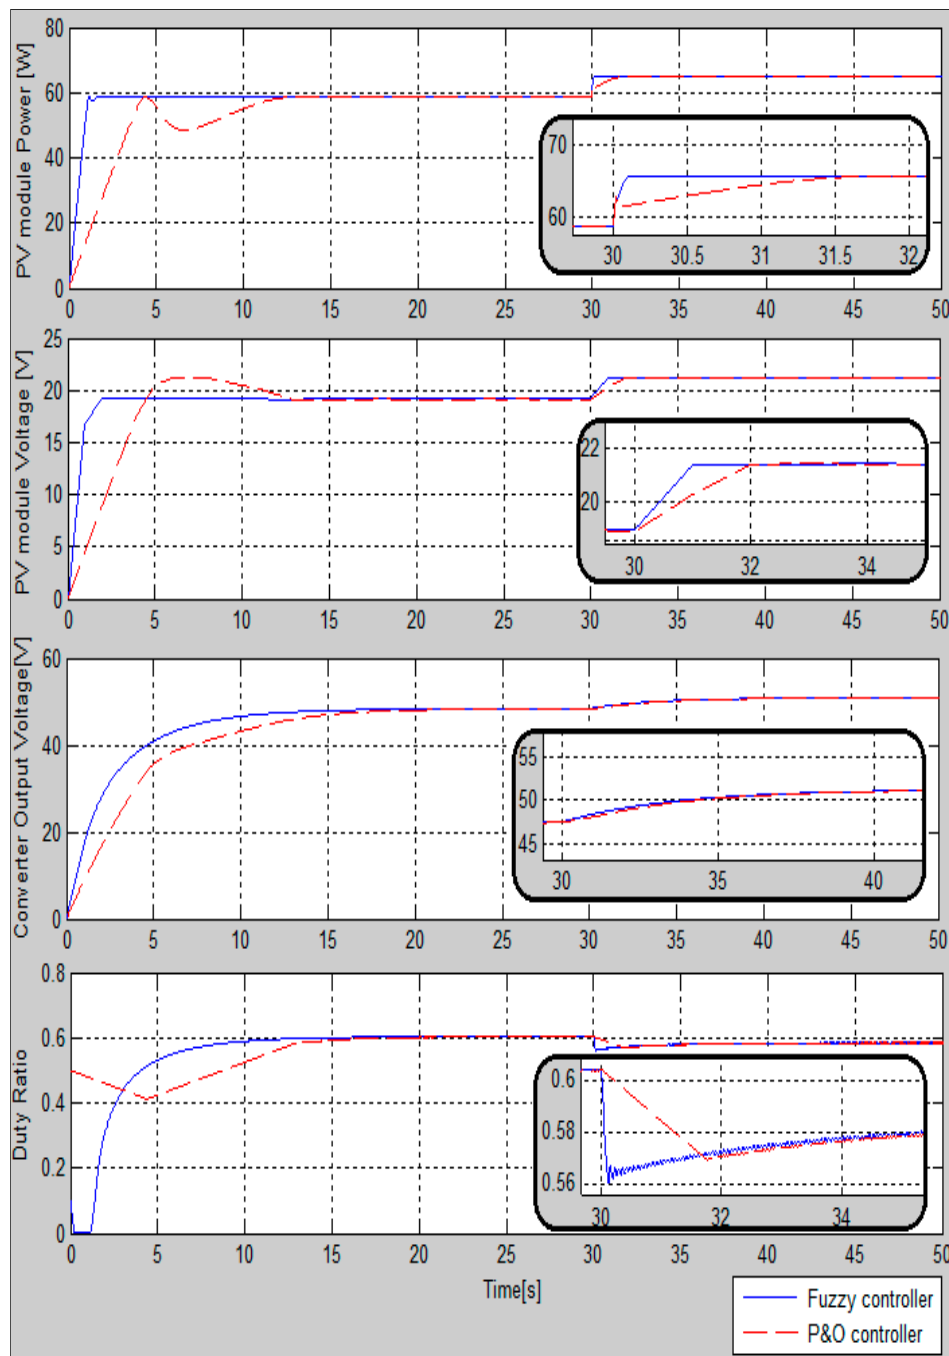 PV module Power [W]
80
60
40
20
0
70
60
30 30.5 31 31.5 32
0 5 10 15 20 25 30 35 40 45 50
PV module Voltage [V]
25
20
15
10
5
0
22
20
30 32 34
0 5 10 15 20 25 30 35 40 45 50
Converter Output Voltage[V]
60
40
20
0
55
50
45
30 35 40
0 5 10 15 20 25 30 35 40 45 50
Duty Ratio
0.8
0.6
0.4
0.2
0
0.6
0.58
0.56
30 32 34
0 5 10 15 20 25 30 35 40 45 50
Time[s]
Fuzzy controller
P&O controller